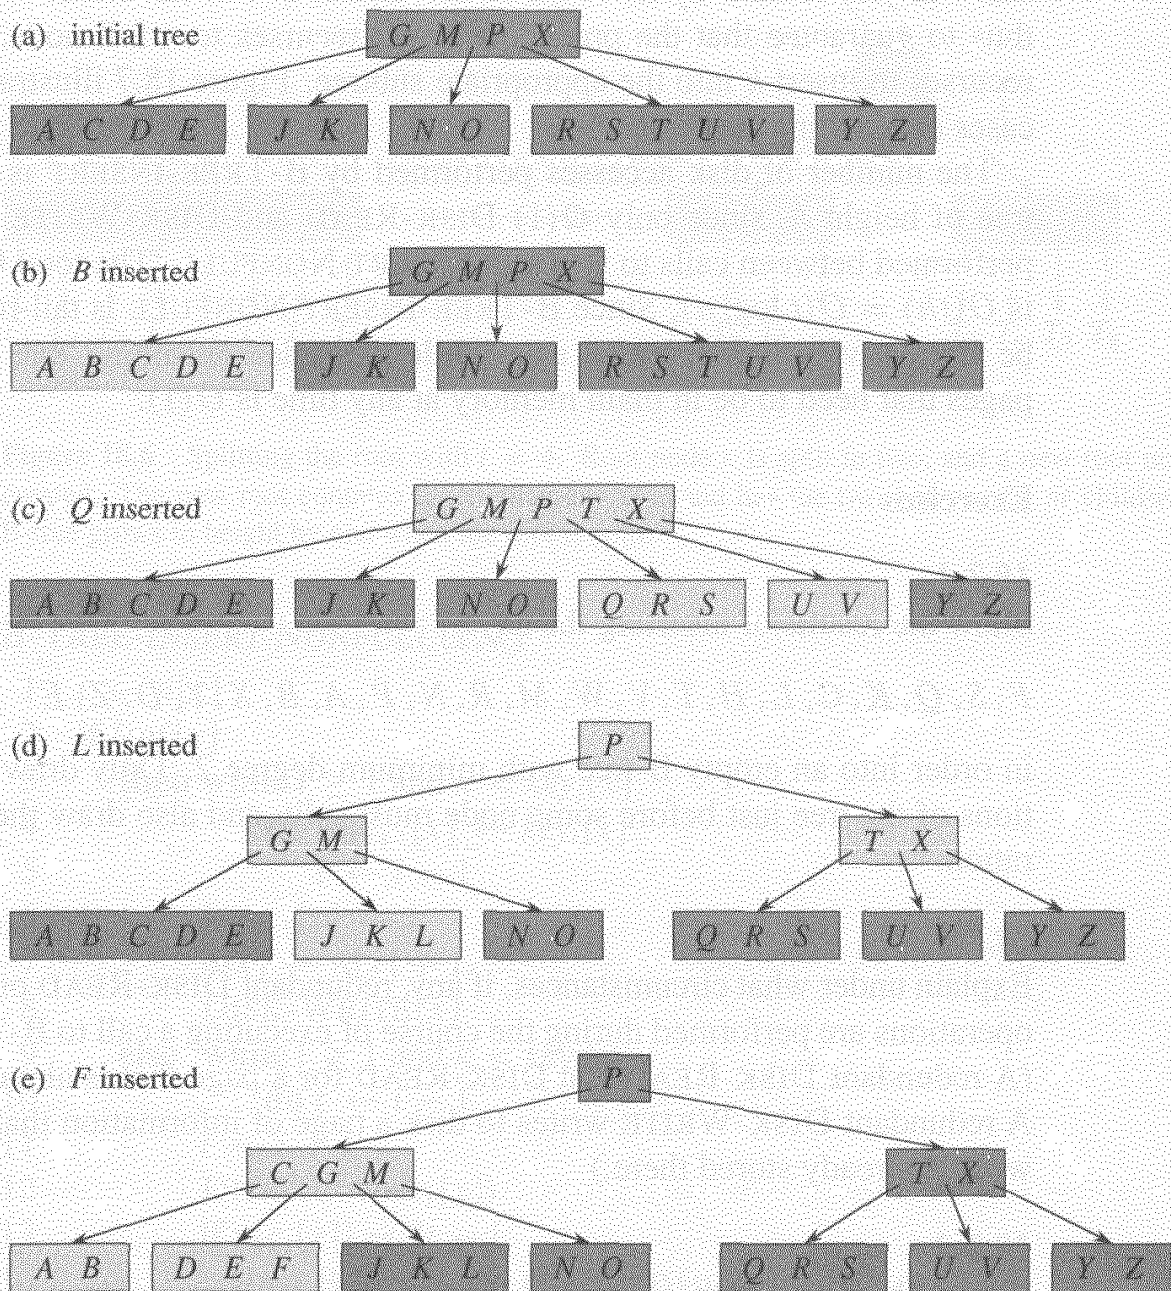 (a) initial tree
G M P X
A C D E J K N O R S T U V Y Z
(b) B inserted
G M P X
A B C D E J K N O R S T U V Y Z
(c) Q inserted
G M P T X
A B C D E J K N O Q R S U V Y Z
(d) L inserted
P
G M T X
A B C D E J K L N O Q R S U V Y Z
(e) F inserted
P
C G M T X
A B D E F J K L N O Q R S U V Y Z